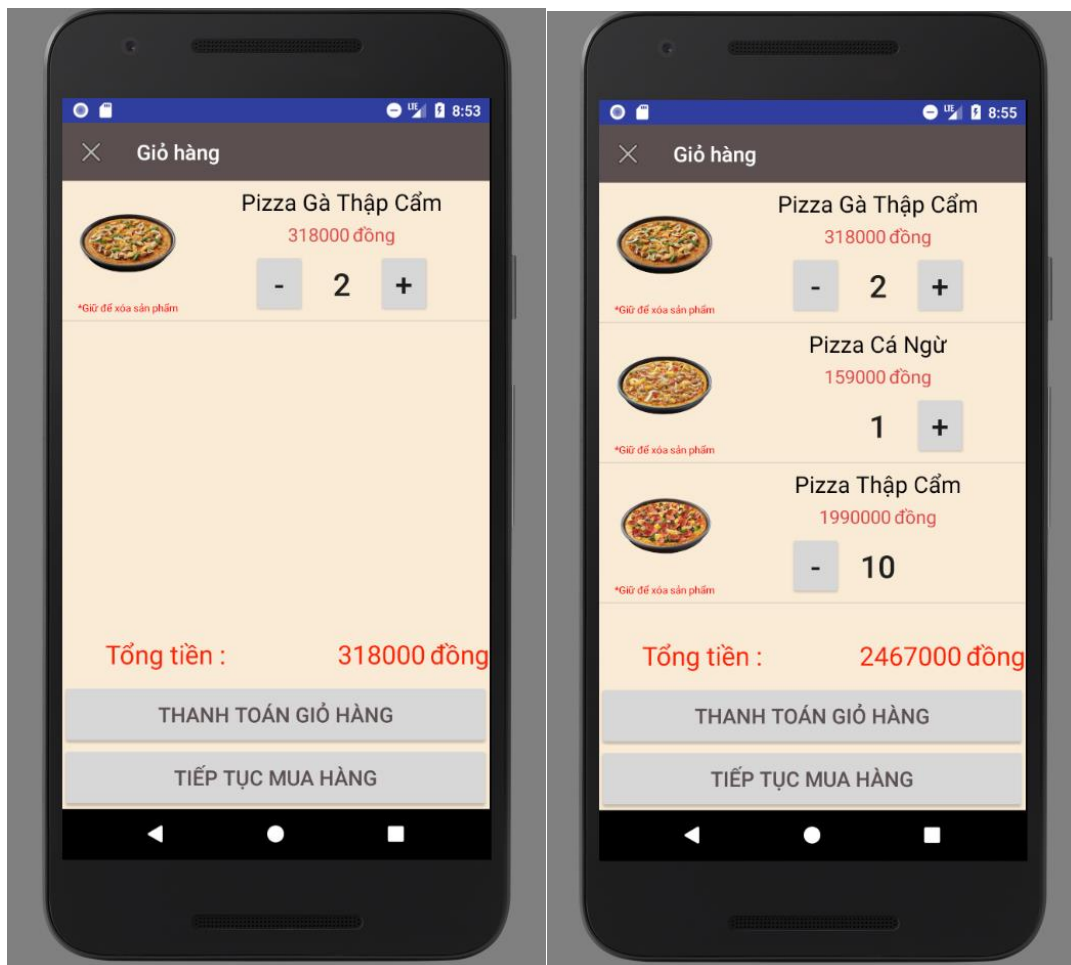 8:53
Giỏ hàng
Pizza Gà Thập Cẩm
318000 đồng
- 2 +
*Giữ để xóa sản phẩm
Tổng tiền : 318000 đồng
THANH TOÁN GIỎ HÀNG
TIẾP TỤC MUA HÀNG
LTE 8:55
Giỏ hàng
Pizza Gà Thập Cẩm
318000 đồng
- 2 +
*Giữ để xóa sản phẩm
Pizza Cá Ngừ
159000 đồng
1 +
*Giữ để xóa sản phẩm
Pizza Thập Cẩm
1990000 đồng
- 10
*Giữ để xóa sản phẩm
Tổng tiền : 2467000 đồng
THANH TOÁN GIỎ HÀNG
TIẾP TỤC MUA HÀNG